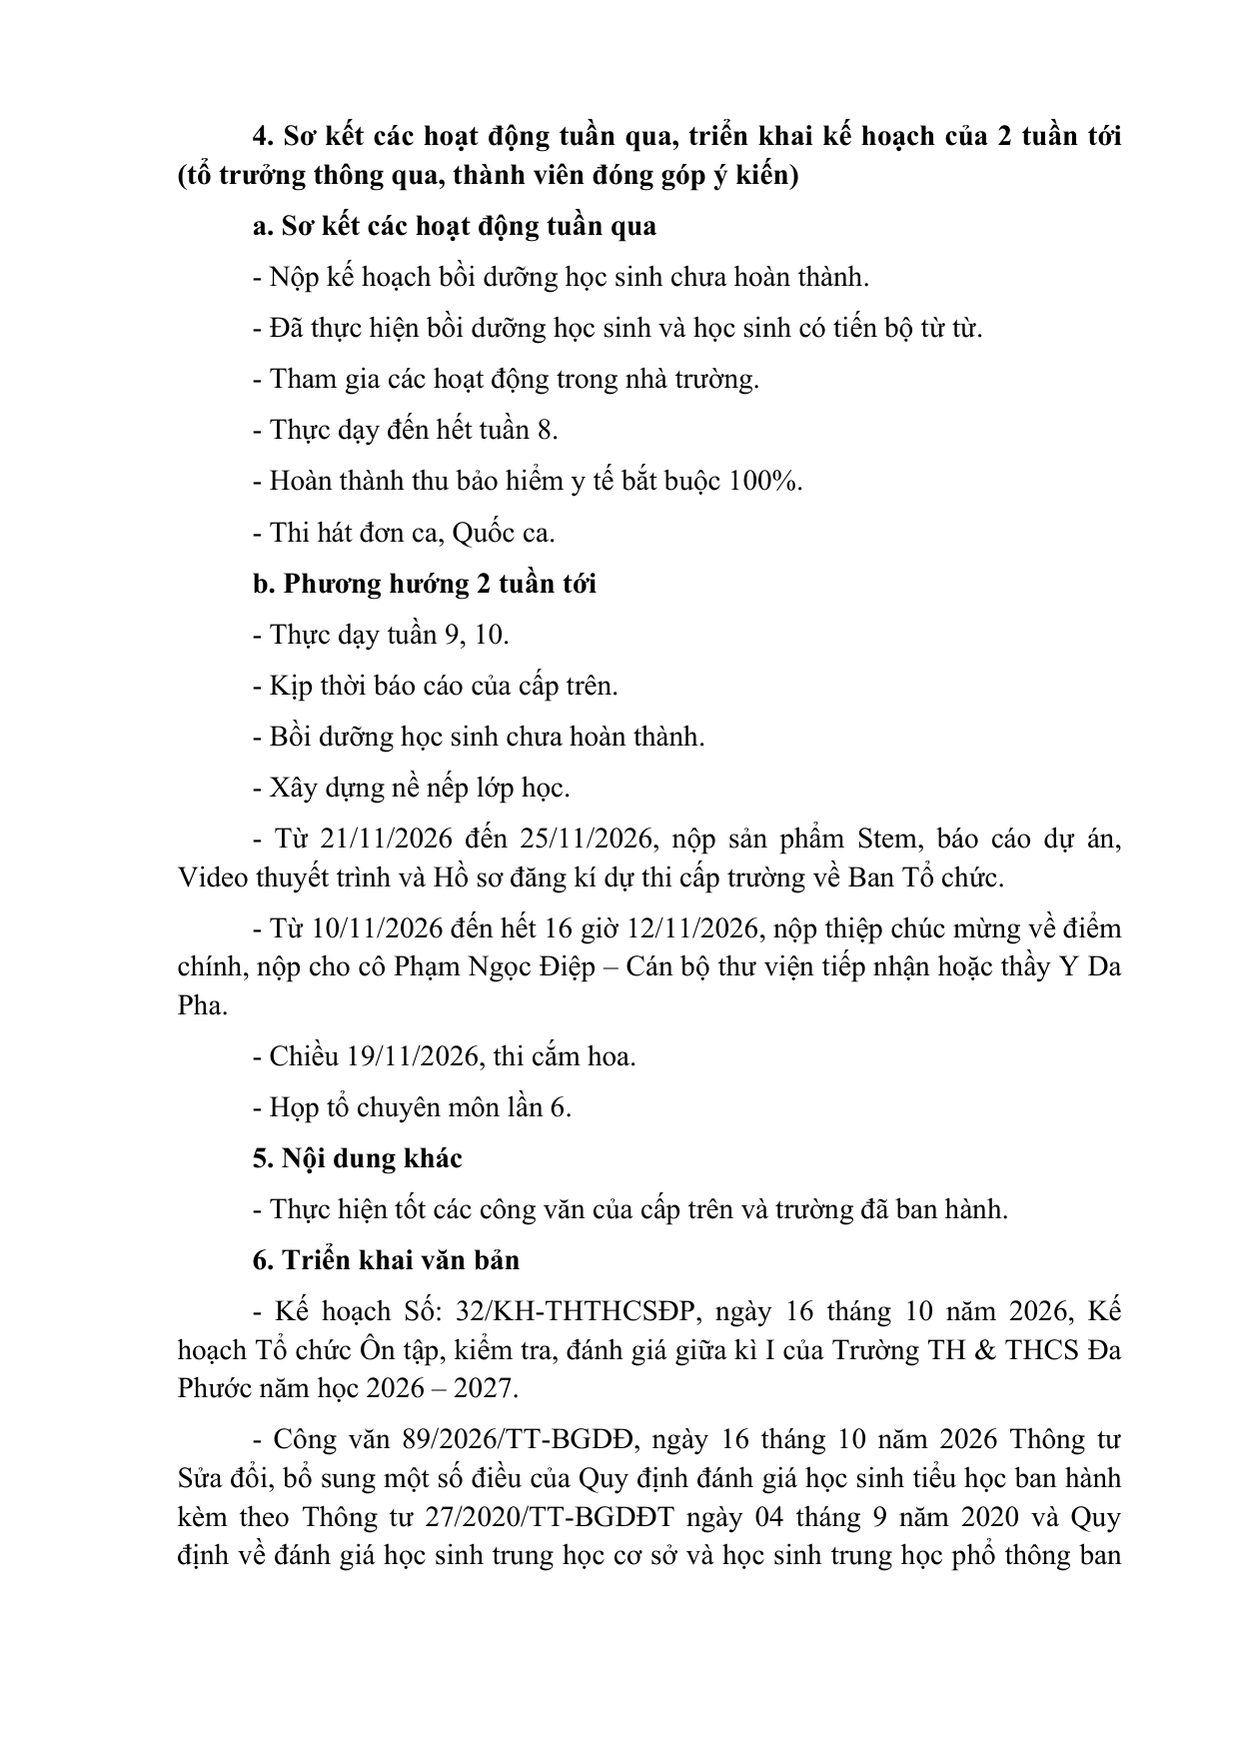 4. Sơ kết các hoạt động tuần qua, triển khai kế hoạch của 2 tuần tới
(tổ trưởng thông qua, thành viên đóng góp ý kiến)
a. Sơ kết các hoạt động tuần qua
- Nộp kế hoạch bồi dưỡng học sinh chưa hoàn thành.
- Đã thực hiện bồi dưỡng học sinh và học sinh có tiến bộ từ từ.
- Tham gia các hoạt động trong nhà trường.
- Thực dạy đến hết tuần 8.
- Hoàn thành thu bảo hiểm y tế bắt buộc 100%.
- Thi hát đơn ca, Quốc ca.
b. Phương hướng 2 tuần tới
- Thực dạy tuần 9, 10.
- Kịp thời báo cáo của cấp trên.
- Bồi dưỡng học sinh chưa hoàn thành.
- Xây dựng nề nếp lớp học.
- Từ 21/11/2026 đến 25/11/2026, nộp sản phẩm Stem, báo cáo dự án,
Video thuyết trình và Hồ sơ đăng kí dự thi cấp trường về Ban Tổ chức.
- Từ 10/11/2026 đến hết 16 giờ 12/11/2026, nộp thiệp chúc mừng về điểm
chính, nộp cho cô Phạm Ngọc Điệp – Cán bộ thư viện tiếp nhận hoặc thầy Y Da
Pha.
- Chiều 19/11/2026, thi cắm hoa.
- Họp tổ chuyên môn lần 6.
5. Nội dung khác
- Thực hiện tốt các công văn của cấp trên và trường đã ban hành.
6. Triển khai văn bản
- Kế hoạch Số: 32/KH-THTHCSĐP, ngày 16 tháng 10 năm 2026, Kế
hoạch Tổ chức Ôn tập, kiểm tra, đánh giá giữa kì I của Trường TH & THCS Đa
Phước năm học 2026 – 2027.
- Công văn 89/2026/TT-BGDĐ, ngày 16 tháng 10 năm 2026 Thông tư
Sửa đổi, bổ sung một số điều của Quy định đánh giá học sinh tiểu học ban hành
kèm theo Thông tư 27/2020/TT-BGDĐT ngày 04 tháng 9 năm 2020 và Quy
định về đánh giá học sinh trung học cơ sở và học sinh trung học phổ thông ban